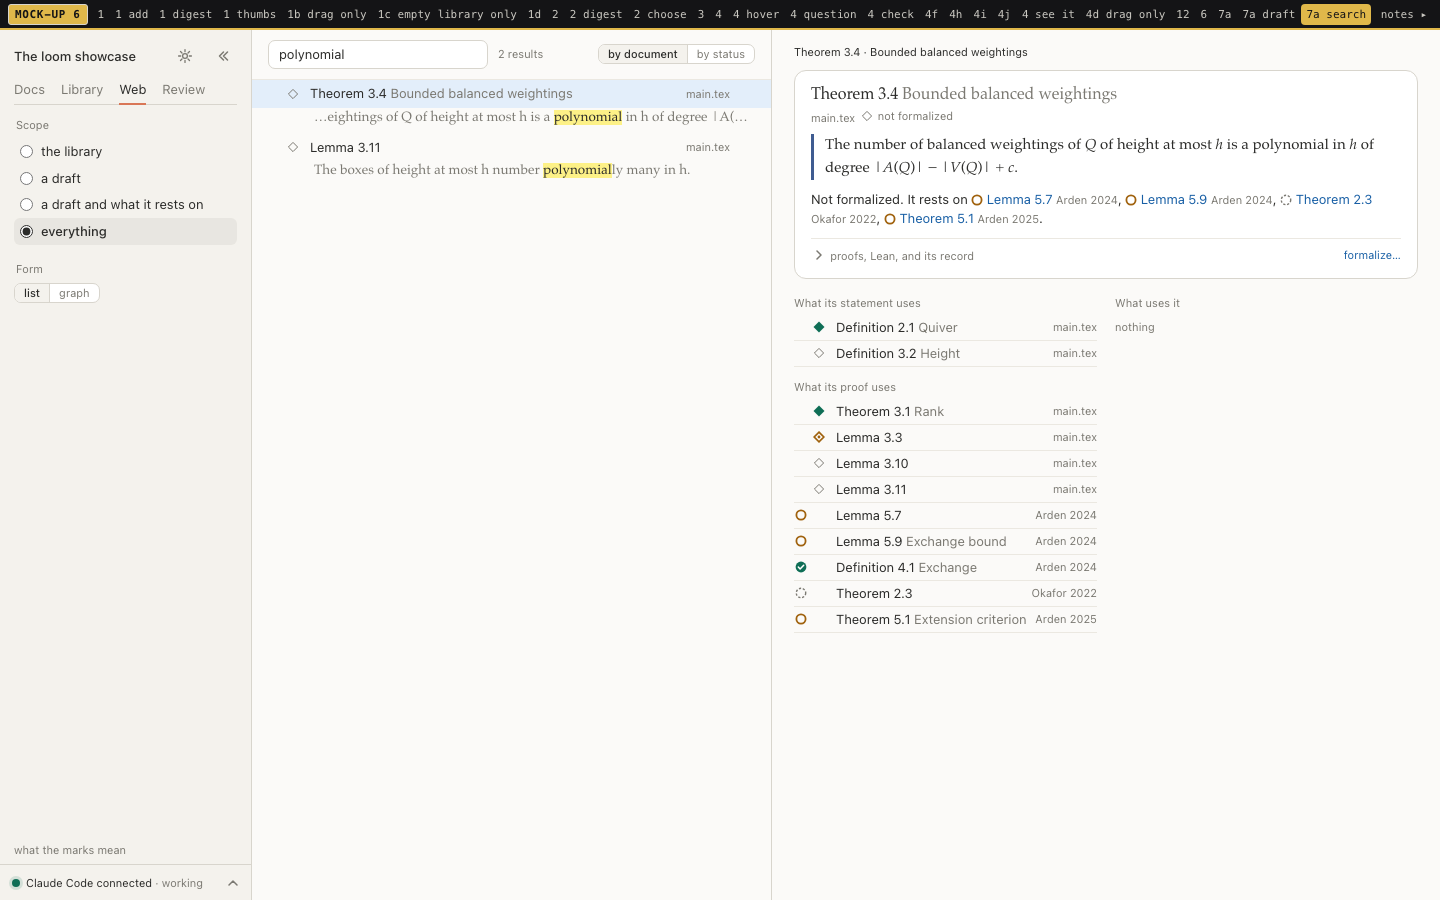 MOCK-UP 6 1 1 add 1 digest 1 thumbs 1b drag only 1c empty library only 1d 2 2 digest 2 choose 3 4 4 hover 4 question 4 check 4f 4h 4i 4j 4 see it 4d drag only 12 6 7a 7a draft 7a search notes ▸
The loom showcase
Docs Library Web Review
Scope
the library
a draft
a draft and what it rests on
everything
Form
list graph
what the marks mean
Claude Code connected · working
polynomial 2 results by document by status
Theorem 3.4 Bounded balanced weightings main.tex
…eightings of Q of height at most h is a polynomial in h of degree |A(…
Lemma 3.11 main.tex
The boxes of height at most h number polynomially many in h.
Theorem 3.4 · Bounded balanced weightings
Theorem 3.4 Bounded balanced weightings
main.tex not formalized
The number of balanced weightings of Q of height at most h is a polynomial in h of
degree |A(Q)| − |V(Q)| + c.
Not formalized. It rests on Lemma 5.7 Arden 2024, Lemma 5.9 Arden 2024, Theorem 2.3
Okafor 2022, Theorem 5.1 Arden 2025.
proofs, Lean, and its record formalize…
What its statement uses
Definition 2.1 Quiver main.tex
Definition 3.2 Height main.tex
What its proof uses
Theorem 3.1 Rank main.tex
Lemma 3.3 main.tex
Lemma 3.10 main.tex
Lemma 3.11 main.tex
Lemma 5.7 Arden 2024
Lemma 5.9 Exchange bound Arden 2024
Definition 4.1 Exchange Arden 2024
Theorem 2.3 Okafor 2022
Theorem 5.1 Extension criterion Arden 2025
What uses it
nothing